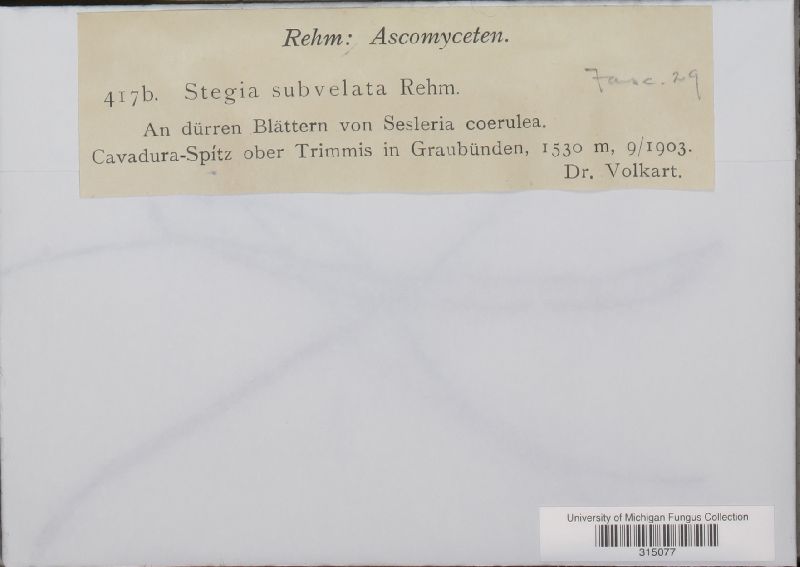 Rehm: Ascomyceten.
417b. Stegia subvelata Rehm. Fasc. 29
An dürren Blättern von Sesleria coerulea.
Cavadura-Spitz ober Trimmis in Graubünden, 1530 m, 9/1903.
Dr. Volkart.
University of Michigan Fungus Collection
315077